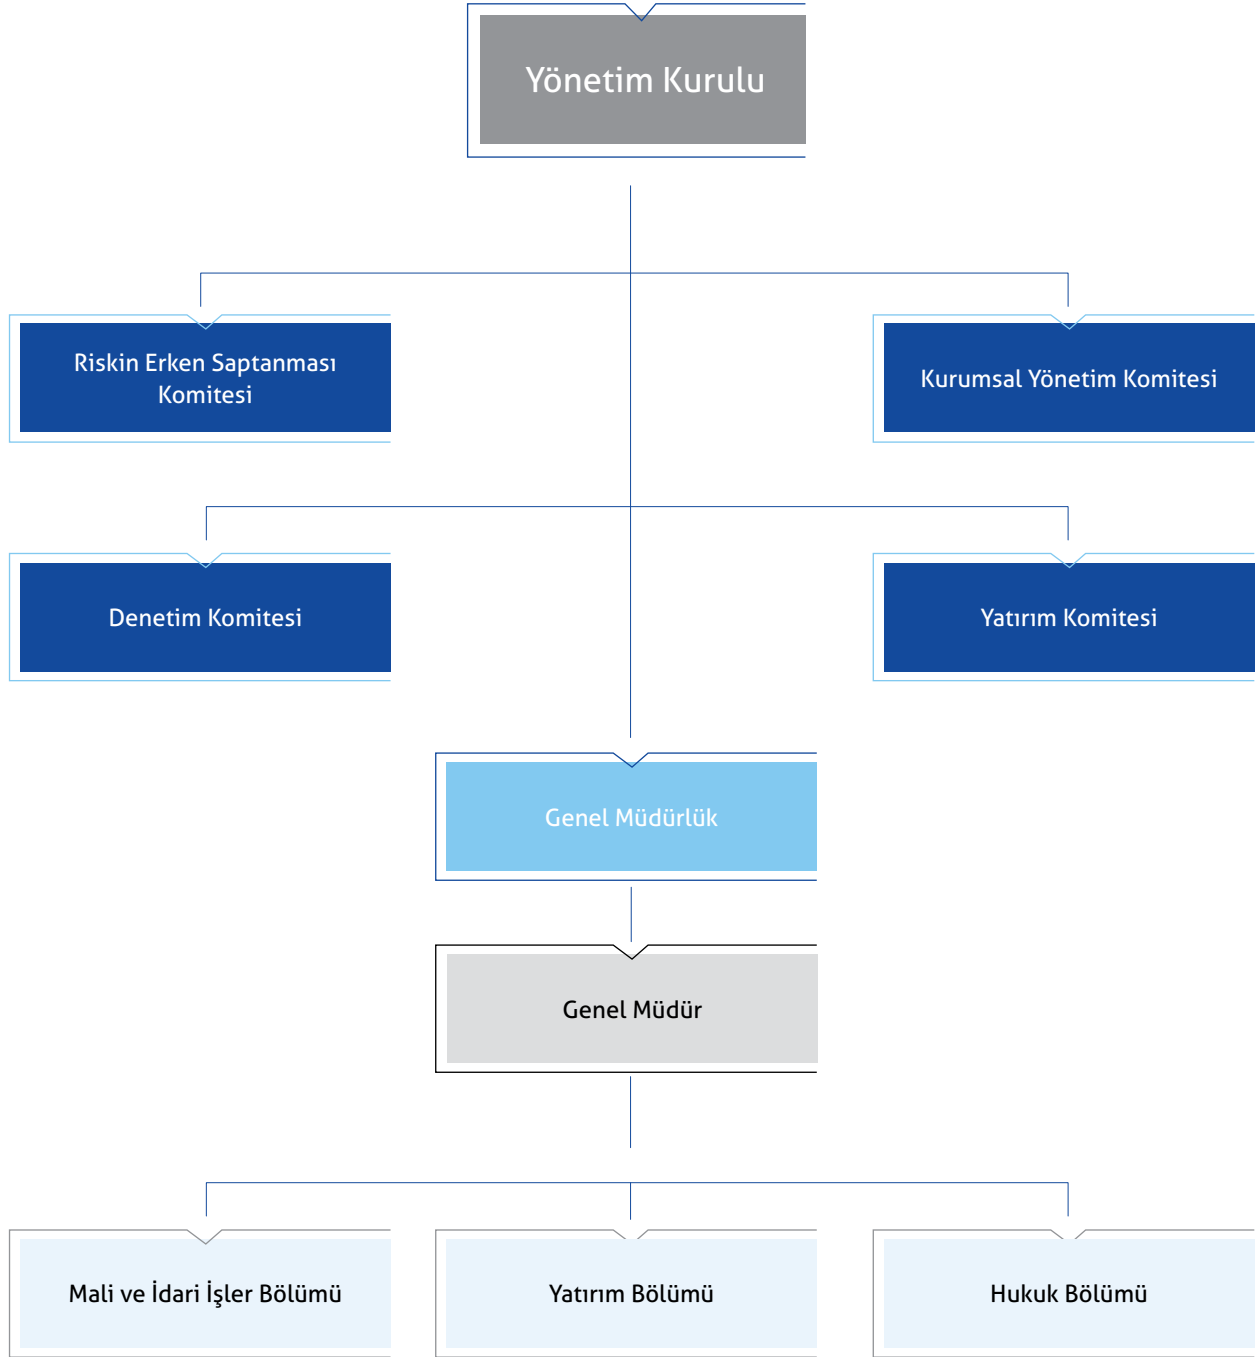 Yönetim Kurulu
Riskin Erken Saptanması
Komitesi
Kurumsal Yönetim Komitesi
Denetim Komitesi
Yatırım Komitesi
Genel Müdürlük
Genel Müdür
Mali ve İdari İşler Bölümü
Yatırım Bölümü
Hukuk Bölümü